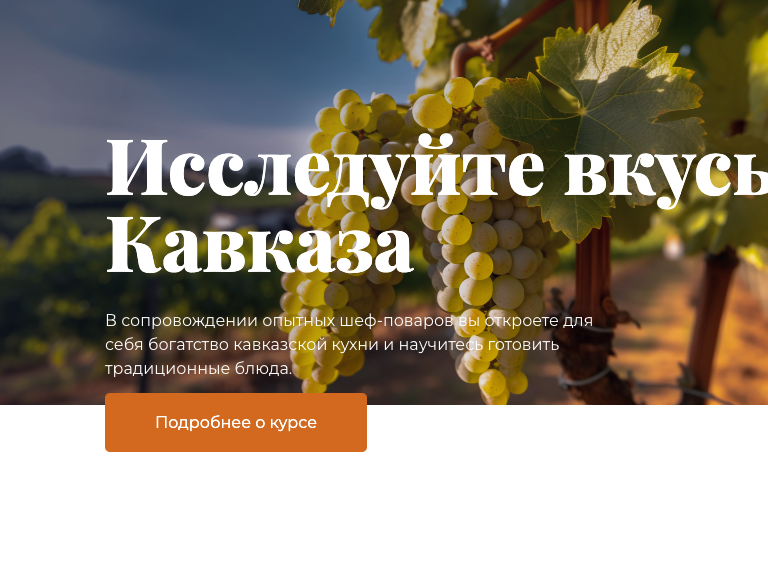 Исследуйте вкусы
Кавказа
В сопровождении опытных шеф-поваров вы откроете для
себя богатство кавказской кухни и научитесь готовить
традиционные блюда.
Подробнее о курсе